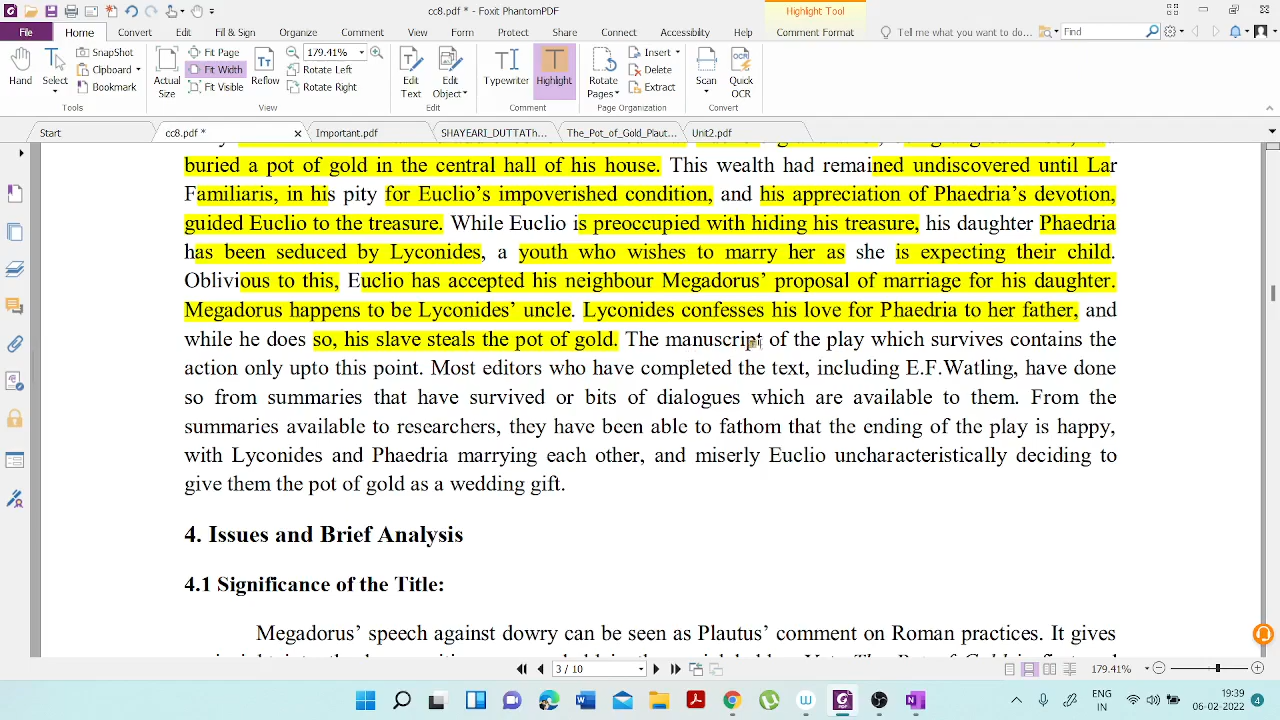 cc8.pdf * - Foxit PhantomPDF
Highlight Tool
File Home Convert Fill & Sign Organize Comment View Form Protect Share Connect Accessibility Help Comment Format Tell me what you want to do... Find
SnapShot
Clipboard
Bookmark
Hand Select
Tools
Actual Size
Fit Page
Fit Width
Fit Visible
Reflow
179.41%
Rotate Left
Rotate Right
View
Edit Text
Edit Object
Edit
Typewriter Highlight
Comment
Rotate Pages
Insert
Delete
Extract
Page Organization
Scan
Quick OCR
Convert
Start cc8.pdf * Important.pdf SHAYEARI_DUTTATh... The_Pot_of_Gold_Plaut... Unit2.pdf
buried a pot of gold in the central hall of his house. This wealth had remained undiscovered until Lar
Familiaris, in his pity for Euclio’s impoverished condition, and his appreciation of Phaedria’s devotion,
guided Euclio to the treasure. While Euclio is preoccupied with hiding his treasure, his daughter Phaedria
has been seduced by Lyconides, a youth who wishes to marry her as she is expecting their child.
Oblivious to this, Euclio has accepted his neighbour Megadorus’ proposal of marriage for his daughter.
Megadorus happens to be Lyconides’ uncle. Lyconides confesses his love for Phaedria to her father, and
while he does so, his slave steals the pot of gold. The manuscript of the play which survives contains the
action only upto this point. Most editors who have completed the text, including E.F.Watling, have done
so from summaries that have survived or bits of dialogues which are available to them. From the
summaries available to researchers, they have been able to fathom that the ending of the play is happy,
with Lyconides and Phaedria marrying each other, and miserly Euclio uncharacteristically deciding to
give them the pot of gold as a wedding gift.
4. Issues and Brief Analysis
4.1 Significance of the Title:
Megadorus’ speech against dowry can be seen as Plautus’ comment on Roman practices. It gives
3 / 10 179.41%
ENG
IN
19:39
06-02-2022
4